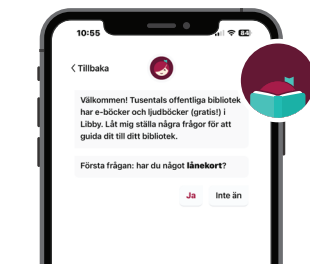 10:55
Tillbaka
Välkommen! Tusentals offentliga bibliotek
har e-böcker och ljudböcker (gratis!) i
Libby. Låt mig ställa några frågor för att
guida dit till ditt bibliotek.
Första frågan: har du något lånekort?
Ja
Inte än